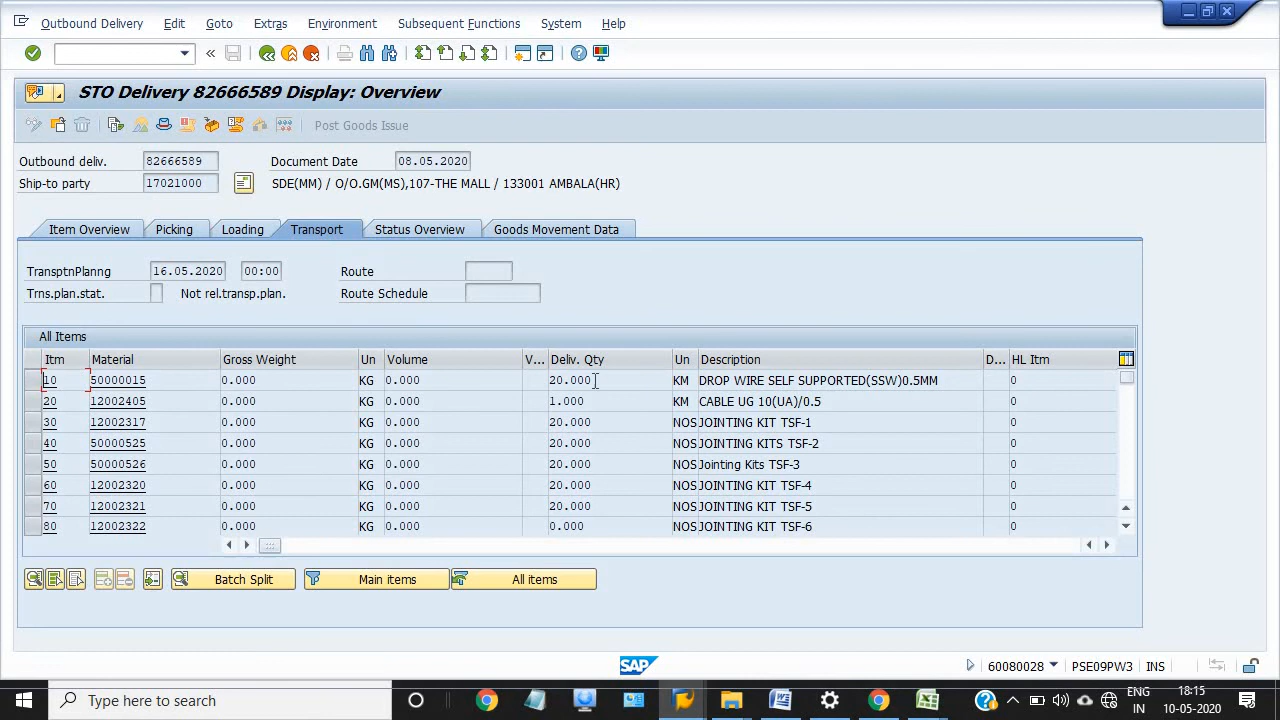 Outbound Delivery Edit Goto Extras Environment Subsequent Functions System Help
STO Delivery 82666589 Display: Overview
Post Goods Issue
Outbound deliv. 82666589 Document Date 08.05.2020
Ship-to party 17021000 SDE(MM) / O/O.GM(MS),107-THE MALL / 133001 AMBALA(HR)
Item Overview Picking Loading Transport Status Overview Goods Movement Data
TransptnPlanng 16.05.2020 00:00 Route
Trns.plan.stat. Not rel.transp.plan. Route Schedule
All Items
Itm Material Gross Weight Un Volume V... Deliv. Qty Un Description D... HL Itm
10 50000015 0.000 KG 0.000 20.000 KM DROP WIRE SELF SUPPORTED(SSW)0.5MM 0
20 12002405 0.000 KG 0.000 1.000 KM CABLE UG 10(UA)/0.5 0
30 12002317 0.000 KG 0.000 20.000 NOS JOINTING KIT TSF-1 0
40 50000525 0.000 KG 0.000 20.000 NOS JOINTING KITS TSF-2 0
50 50000526 0.000 KG 0.000 20.000 NOS Jointing Kits TSF-3 0
60 12002320 0.000 KG 0.000 20.000 NOS JOINTING KIT TSF-4 0
70 12002321 0.000 KG 0.000 20.000 NOS JOINTING KIT TSF-5 0
80 12002322 0.000 KG 0.000 0.000 NOS JOINTING KIT TSF-6 0
Batch Split Main items All items
SAP 60080028 PSE09PW3 INS
Type here to search ENG 18:15
IN 10-05-2020